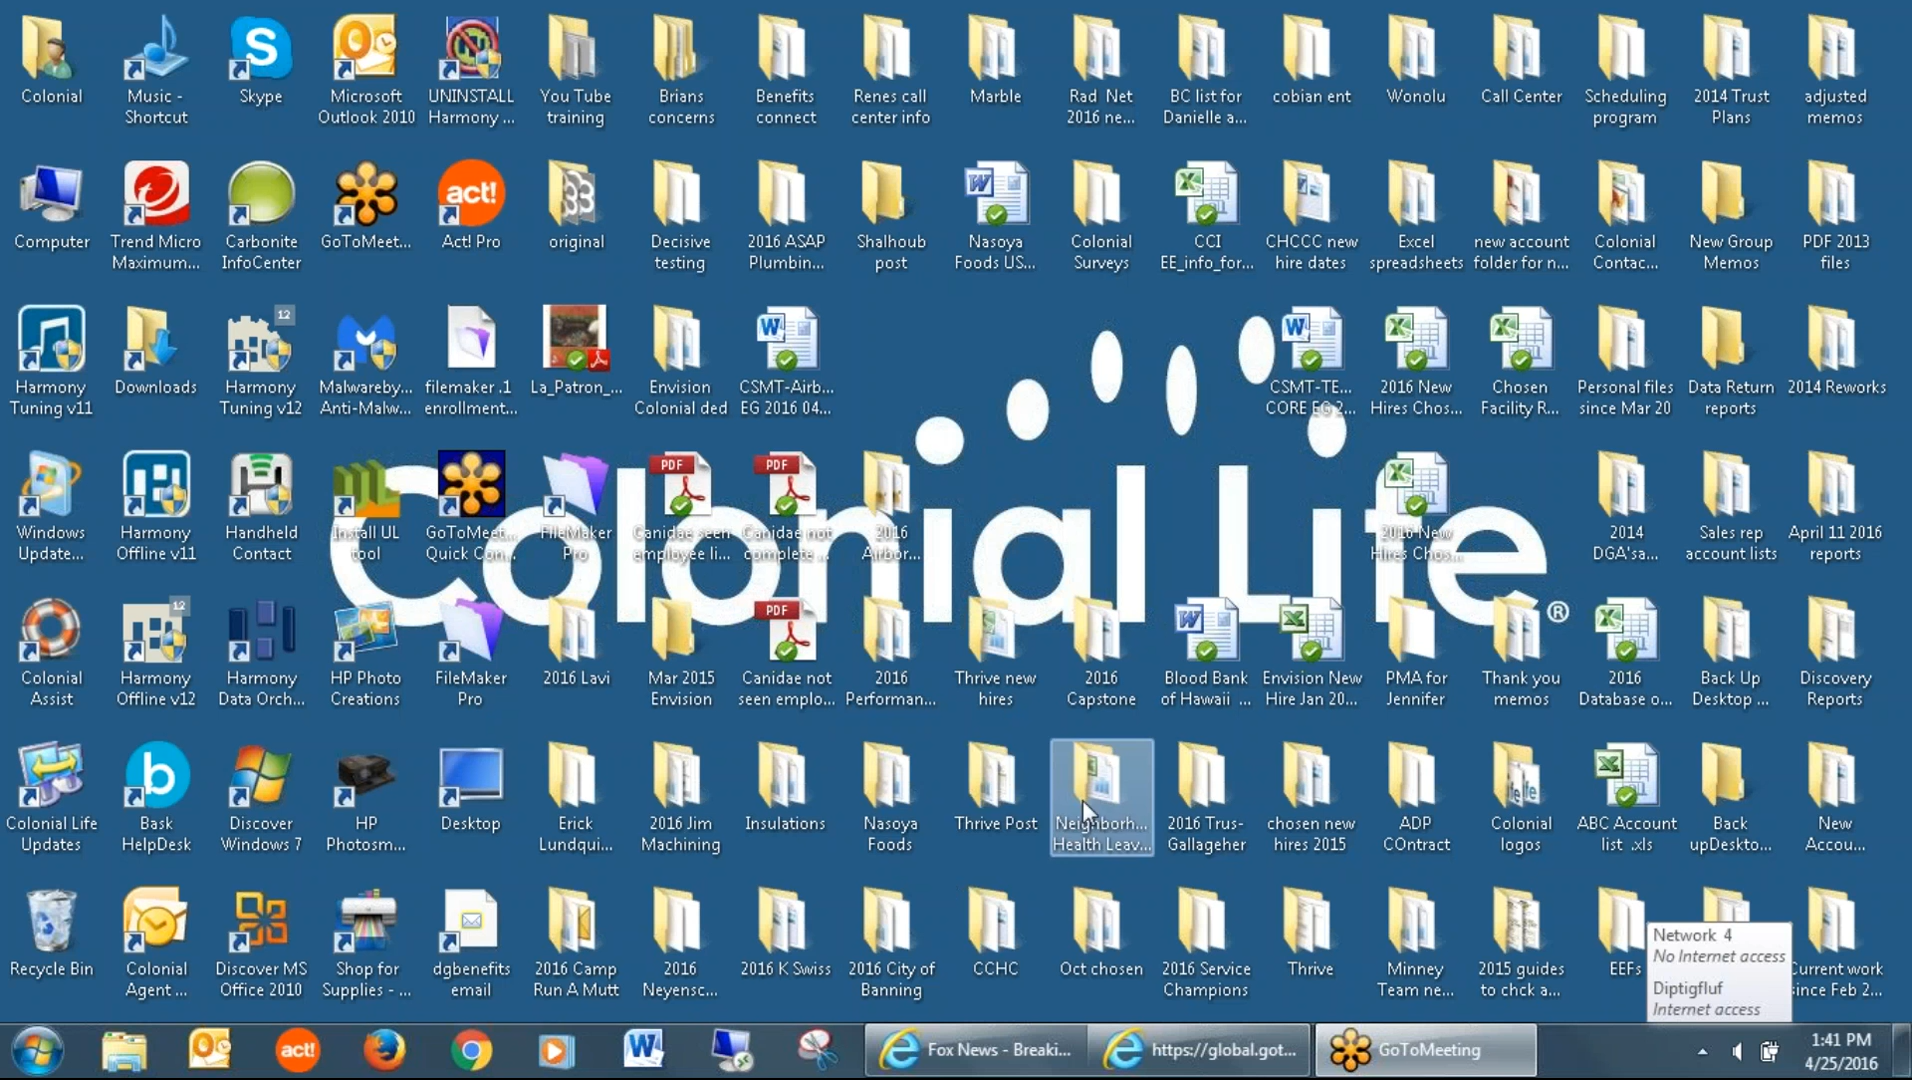 Colonial
Music -
Shortcut
Skype
Microsoft
Outlook 2010
UNINSTALL
Harmony ...
You Tube
training
Brians
concerns
Benefits
connect
Renes call
center info
Marble
Rad Net
2016 ne...
BC list for
Danielle a...
cobian ent
Wonolu
Call Center
Scheduling
program
2014 Trust
Plans
adjusted
memos
Computer
Trend Micro
Maximum...
Carbonite
InfoCenter
GoToMeet...
act!
Act! Pro
original
Decisive
testing
2016 ASAP
Plumbin...
Shalhoub
post
Nasoya
Foods US...
Colonial
Surveys
CCI
EE_info_for...
CHCCC new
hire dates
Excel
spreadsheets
new account
folder for n...
Colonial
Contac...
New Group
Memos
PDF 2013
files
Harmony
Tuning v11
Downloads
12
Harmony
Tuning v12
Malwareby...
Anti-Malw...
filemaker .1
enrollment...
La_Patron_...
Envision
Colonial ded
CSMT-Airb...
EG 2016 04...
CSMT-TE...
CORE EG 2...
2016 New
Hires Chos...
Chosen
Facility R...
Personal files
since Mar 20
Data Return
reports
2014 Reworks
Colonial Life®
Windows
Update...
Harmony
Offline v11
Handheld
Contact
Install UL
tool
GoToMeet...
Quick Con...
FileMaker
Pro
PDF
Canidae seen
employee li...
PDF
Canidae not
complete ...
2016
Airbor...
2016 New
Hires Chos...
2014
DGA'sa...
Sales rep
account lists
April 11 2016
reports
Colonial
Assist
12
Harmony
Offline v12
Harmony
Data Orch...
HP Photo
Creations
FileMaker
Pro
2016 Lavi
Mar 2015
Envision
PDF
Canidae not
seen emplo...
2016
Performan...
Thrive new
hires
2016
Capstone
Blood Bank
of Hawaii ...
Envision New
Hire Jan 20...
PMA for
Jennifer
Thank you
memos
2016
Database o...
Back Up
Desktop ...
Discovery
Reports
Colonial Life
Updates
b
Bask
HelpDesk
Discover
Windows 7
HP
Photosm...
Desktop
Erick
Lundqui...
2016 Jim
Machining
Insulations
Nasoya
Foods
Thrive Post
Neighborh...
Health Leav...
2016 Trus-
Gallageher
chosen new
hires 2015
ADP
COntract
Colonial
logos
ABC Account
list .xls
Back
upDeskto...
New
Accou...
Recycle Bin
Colonial
Agent ...
Discover MS
Office 2010
Shop for
Supplies - ...
dgbenefits
email
2016 Camp
Run A Mutt
2016
Neyensc...
2016 K Swiss
2016 City of
Banning
CCHC
Oct chosen
2016 Service
Champions
Thrive
Minney
Team ne...
2015 guides
to chck a...
EEFs
Current work
since Feb 2...
Network 4
No Internet access
Diptigfluf
Internet access
act!
Fox News - Breaki...
https://global.got...
GoToMeeting
1:41 PM
4/25/2016